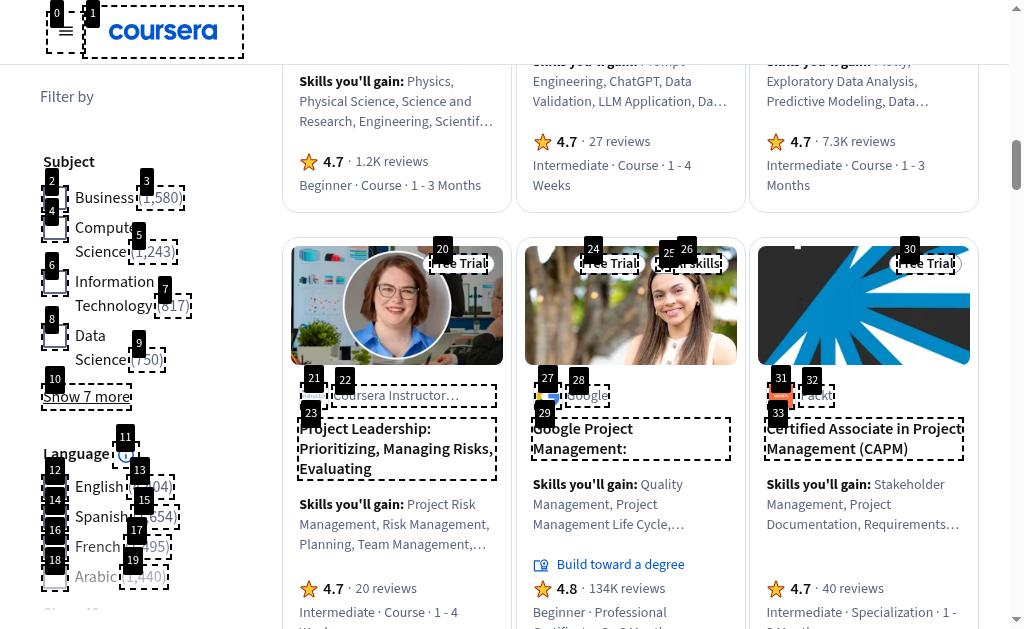 coursera
Filter by
Subject
Business (1,580)
Science (1,243)
Information
Technology (817)
Data
Science
Show 7 more
Language
English
Spanish
French
Arabic (1,440)
Skills you'll gain: Physics,
Physical Science, Science and
Research, Engineering, Scientif…
4.7 · 1.2K reviews
Beginner · Course · 1 - 3 Months
Engineering, ChatGPT, Data
Validation, LLM Application, Da…
4.7 · 27 reviews
Intermediate · Course · 1 - 4
Weeks
Exploratory Data Analysis,
Predictive Modeling, Data…
4.7 · 7.3K reviews
Intermediate · Course · 1 - 3
Months
Free Trial
Coursera Instructor…
Project Leadership:
Prioritizing, Managing Risks,
Evaluating
Skills you'll gain: Project Risk
Management, Risk Management,
Planning, Team Management,…
4.7 · 20 reviews
Intermediate · Course · 1 - 4
Free Trial
skills
Google
Google Project
Management:
Skills you'll gain: Quality
Management, Project
Management Life Cycle,…
Build toward a degree
4.8 · 134K reviews
Beginner · Professional
Free Trial
Packt
Certified Associate in Project
Management (CAPM)
Skills you'll gain: Stakeholder
Management, Project
Documentation, Requirements…
4.7 · 40 reviews
Intermediate · Specialization · 1 -
0
1
2
3
4
5
6
7
8
9
10
11
12
13
14
15
16
17
18
19
20
21
22
23
24
25
26
27
28
29
30
31
32
33